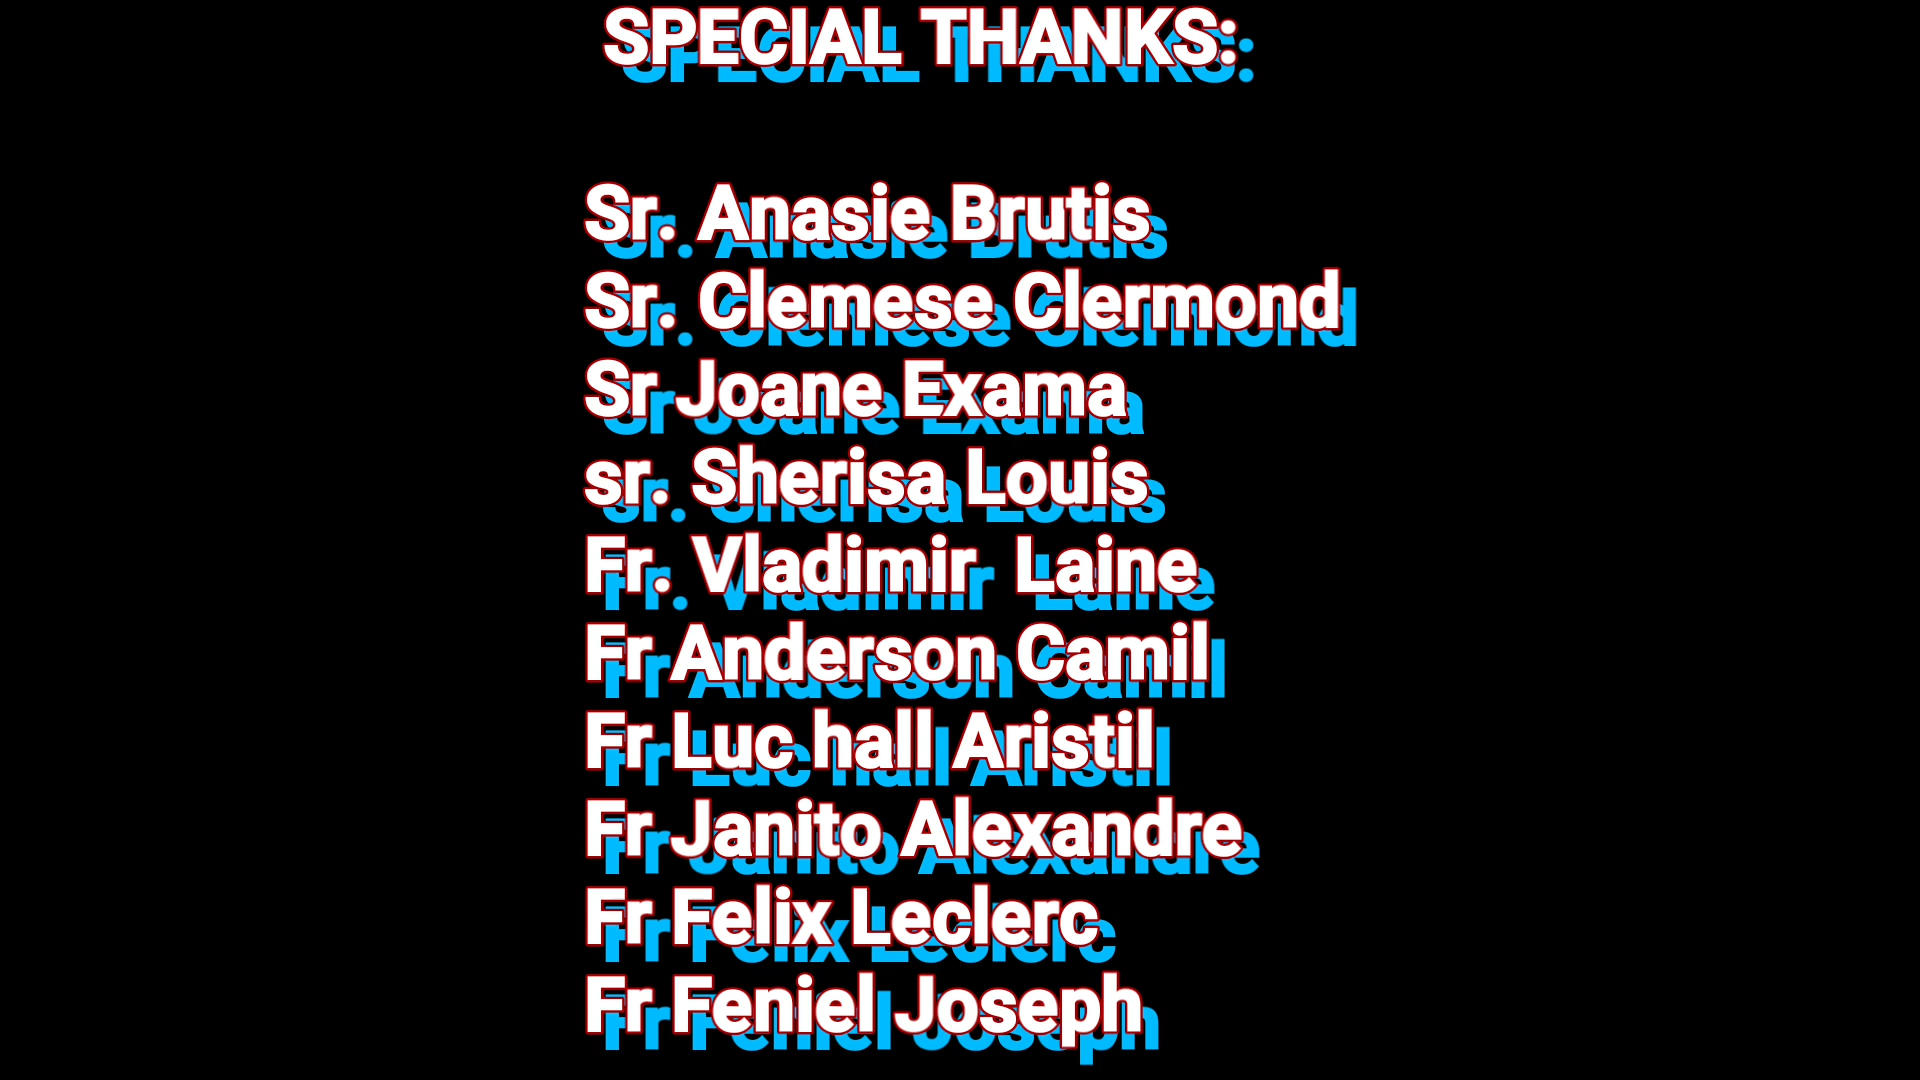 SPECIAL THANKS:
Sr. Anasie Brutis
Sr. Clemese Clermond
Sr Joane Exama
sr. Sherisa Louis
Fr. Vladimir  Laine
Fr Anderson Camil
Fr Luc hall Aristil
Fr Janito Alexandre
Fr Felix Leclerc
Fr Feniel Joseph